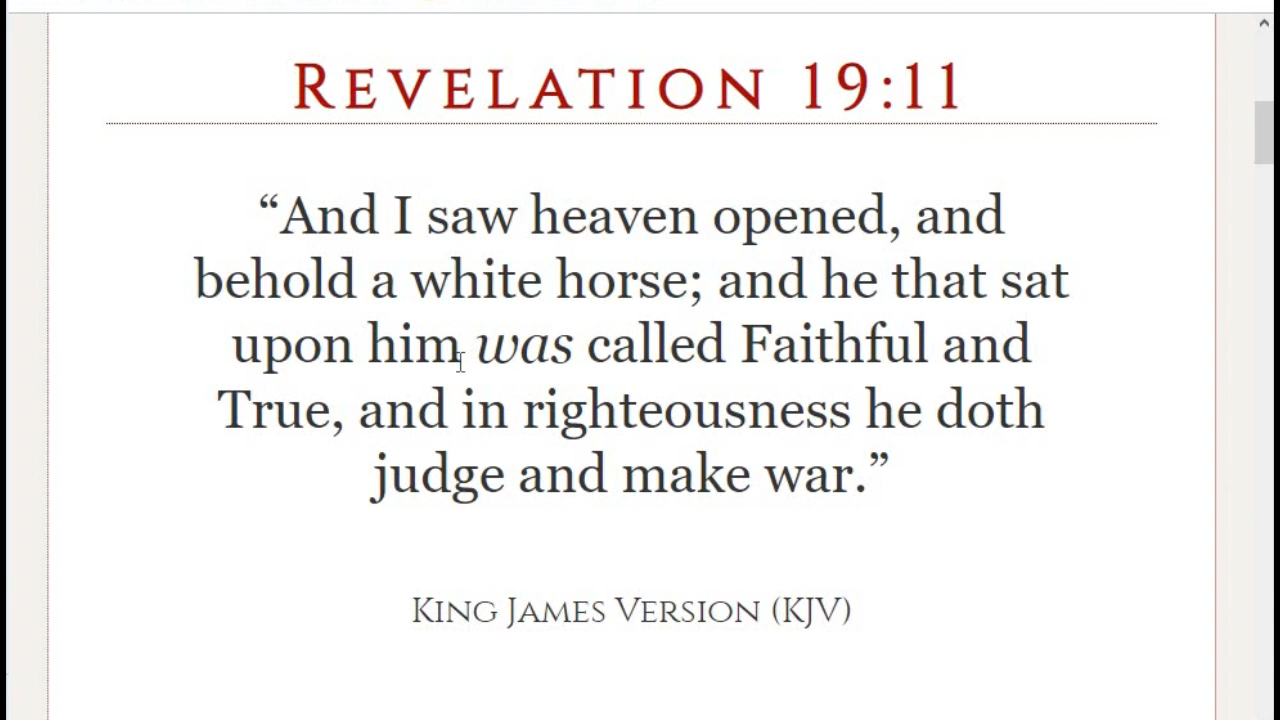 Revelation 19:11
“And I saw heaven opened, and
behold a white horse; and he that sat
upon him was called Faithful and
True, and in righteousness he doth
judge and make war.”
King James Version (KJV)